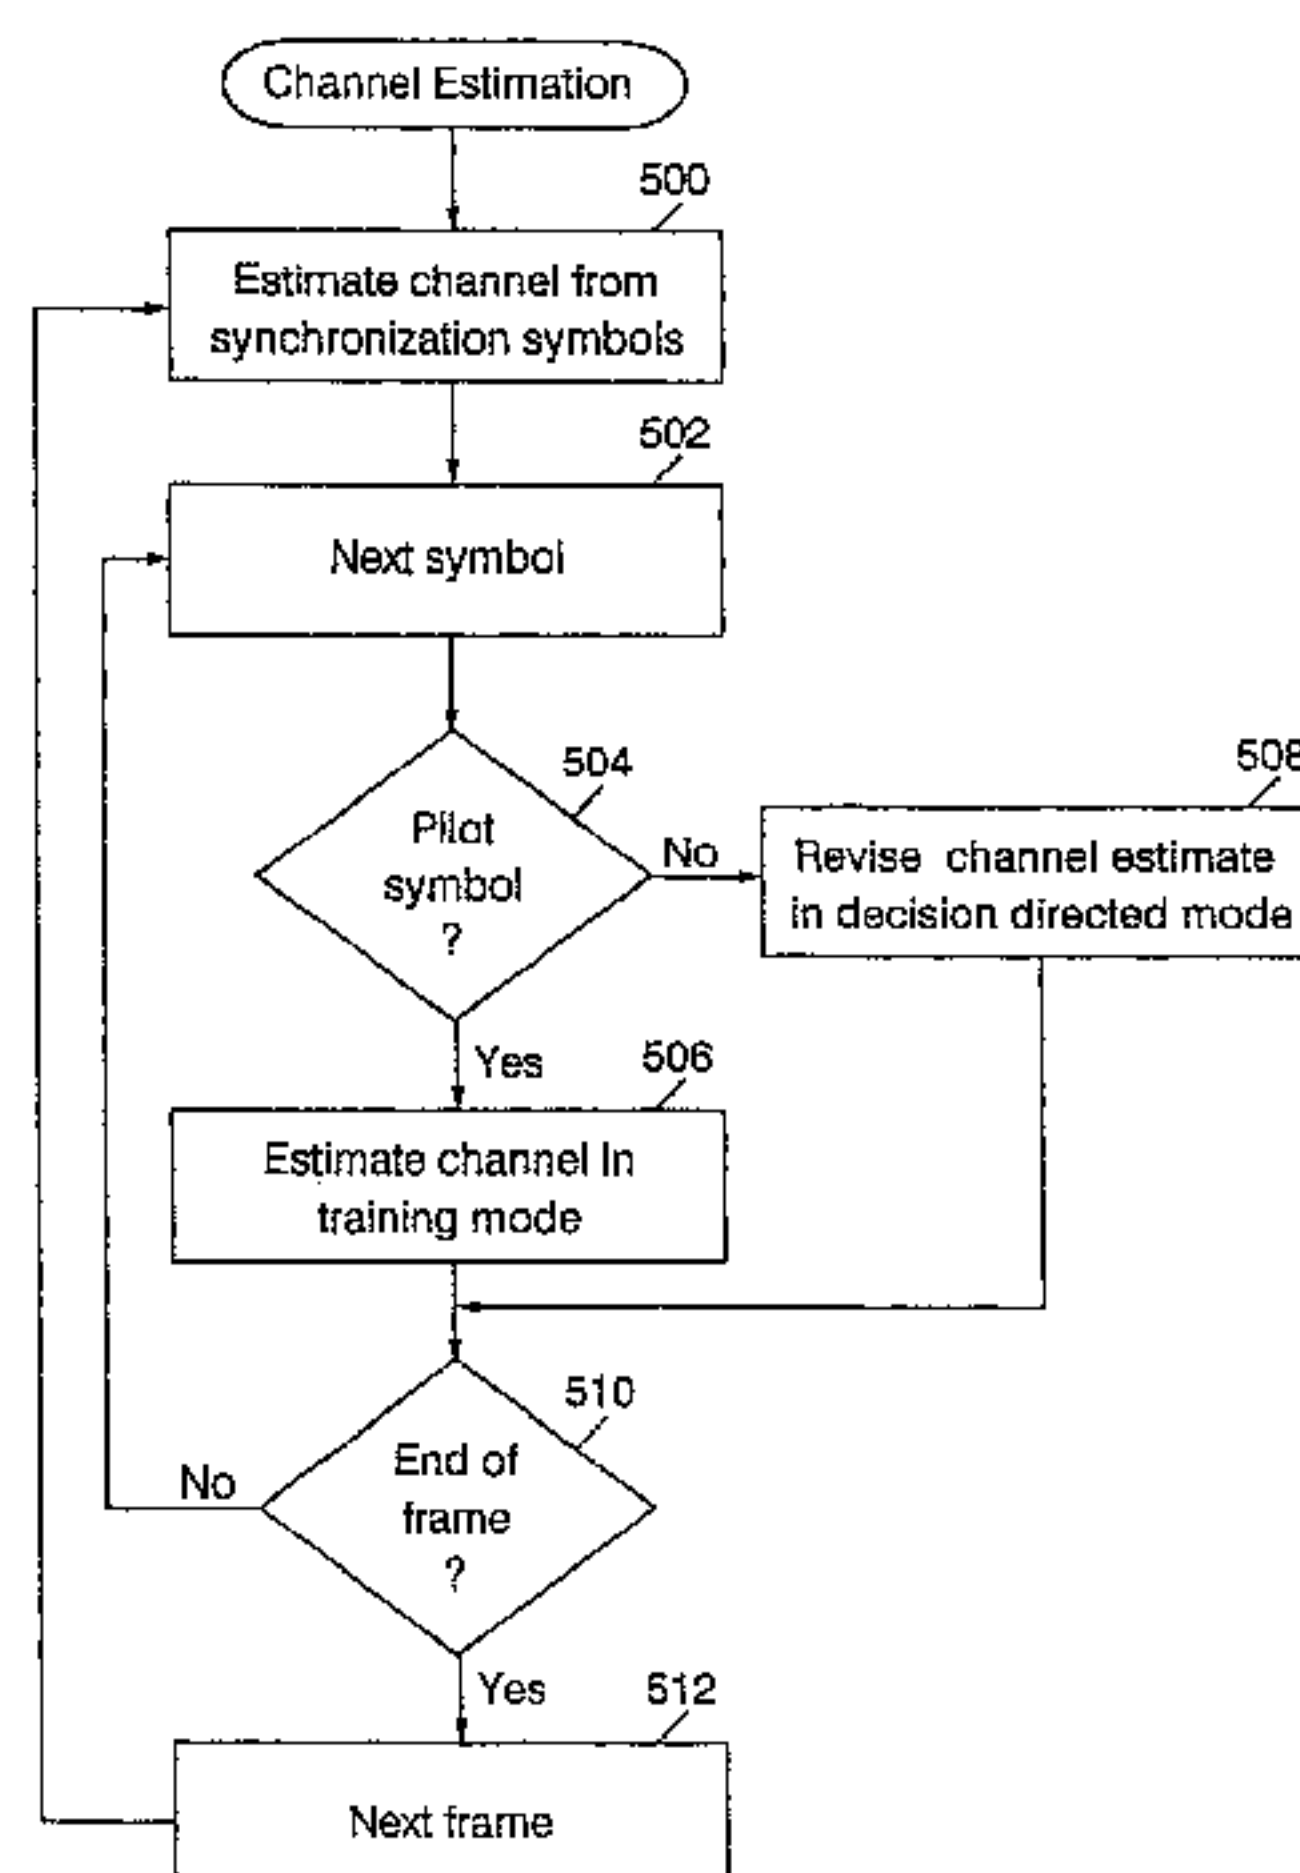 Channel Estimation
500
Estimate channel from
synchronization symbols
502
Next symbol
504
Pilot
symbol
?
No
508
Revise channel estimate
in decision directed mode
Yes
506
Estimate channel in
training mode
510
End of
frame
?
No
Yes
512
Next frame